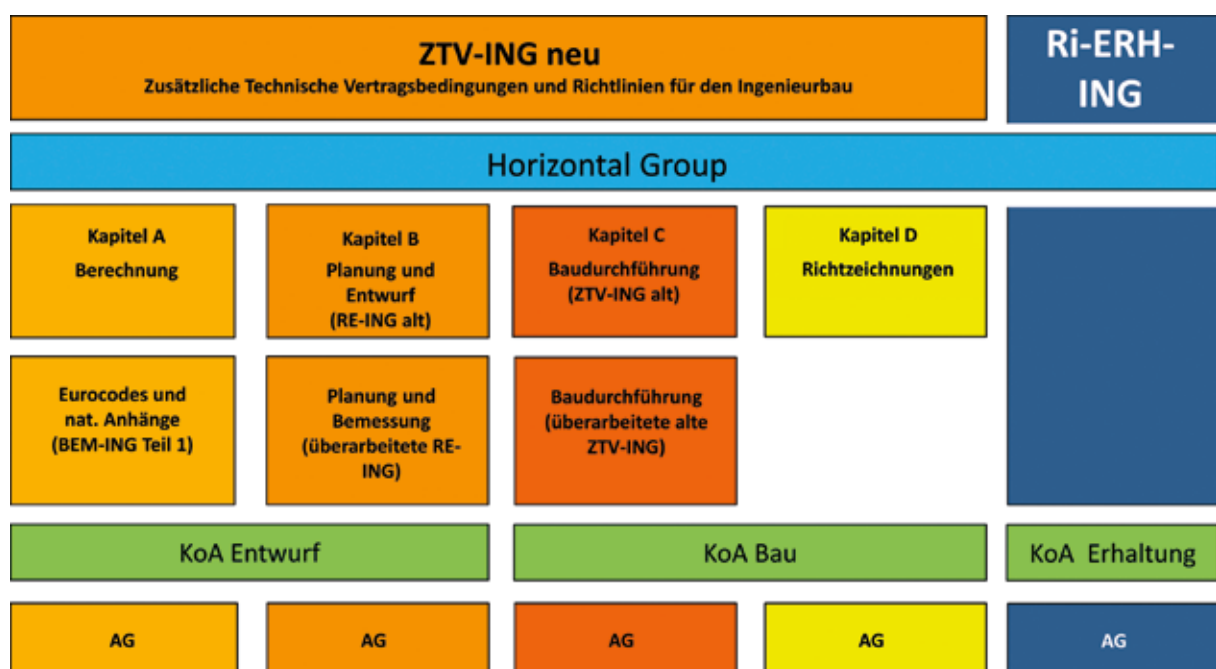 ZTV-ING neu
Zusätzliche Technische Vertragsbedingungen und Richtlinien für den Ingenieurbau
Ri-ERH-
ING
Horizontal Group
Kapitel A
Berechnung
Kapitel B
Planung und
Entwurf
(RE-ING alt)
Kapitel C
Baudurchführung
(ZTV-ING alt)
Kapitel D
Richtzeichnungen
Eurocodes und
nat. Anhänge
(BEM-ING Teil 1)
Planung und
Bemessung
(überarbeitete RE-
ING)
Baudurchführung
(überarbeitete alte
ZTV-ING)
KoA Entwurf
KoA Bau
KoA Erhaltung
AG
AG
AG
AG
AG